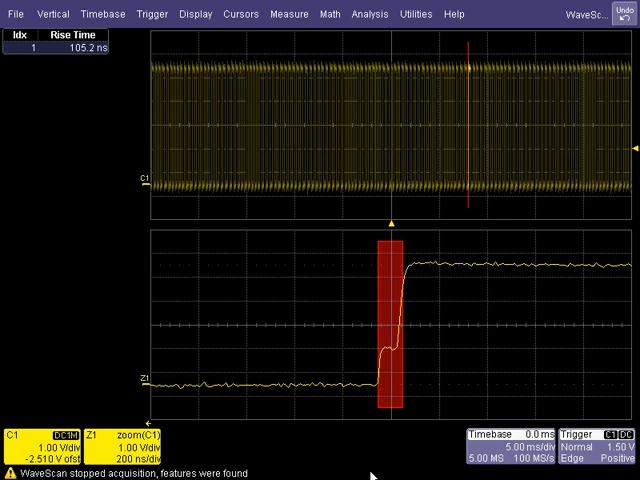 File Vertical Timebase Trigger Display Cursors Measure Math Analysis Utilities Help WaveSc... Undo
Idx Rise Time
1 105.2 ns
C1
Z1
C1 DC1M
1.00 V/div
-2.510 V ofst
Z1 zoom(C1)
1.00 V/div
200 ns/div
Timebase 0.0 ms
5.00 ms/div
5.00 MS 100 MS/s
Trigger C1 DC
Normal 1.50 V
Edge Positive
WaveScan stopped acquisition, features were found